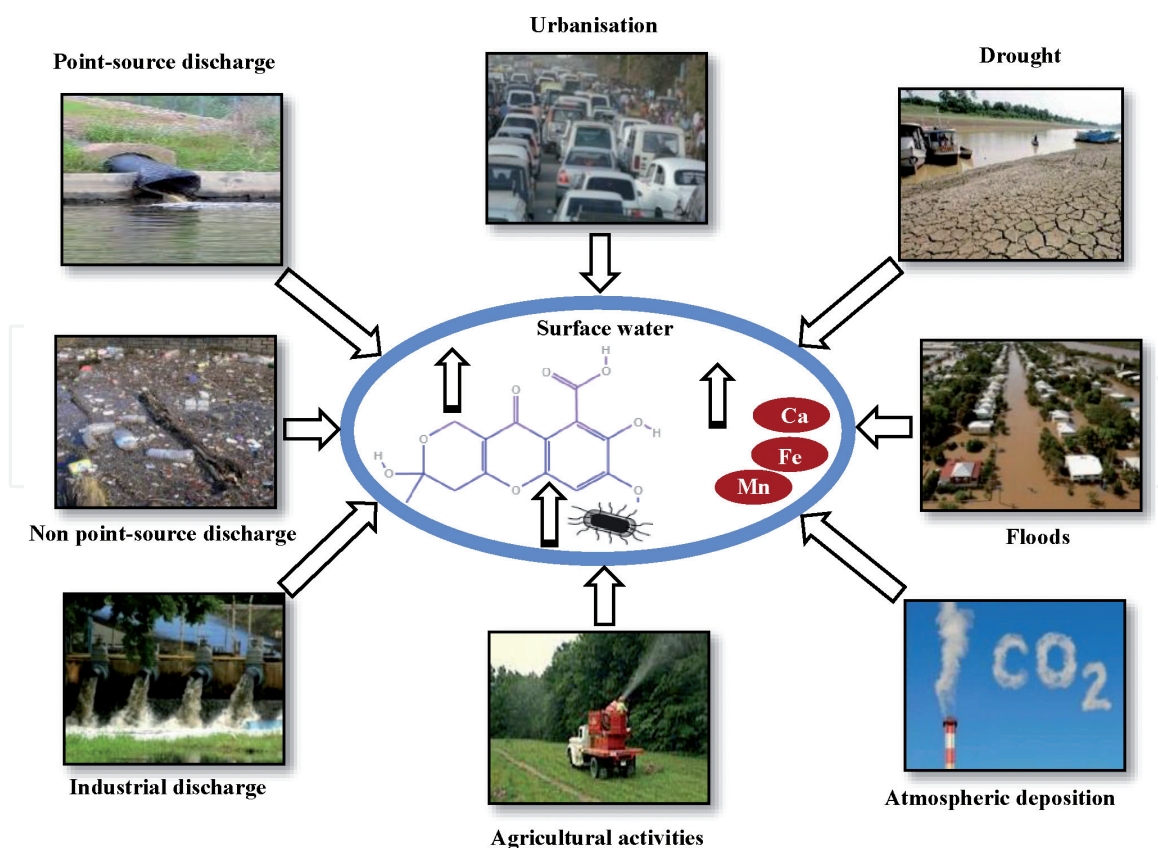 Urbanisation
Point-source discharge
Drought
Surface water
H
O
O
O
O
O
H
H
O
O
O
Ca
Fe
Mn
Non point-source discharge
Floods
CO2
Industrial discharge
Agricultural activities
Atmospheric deposition